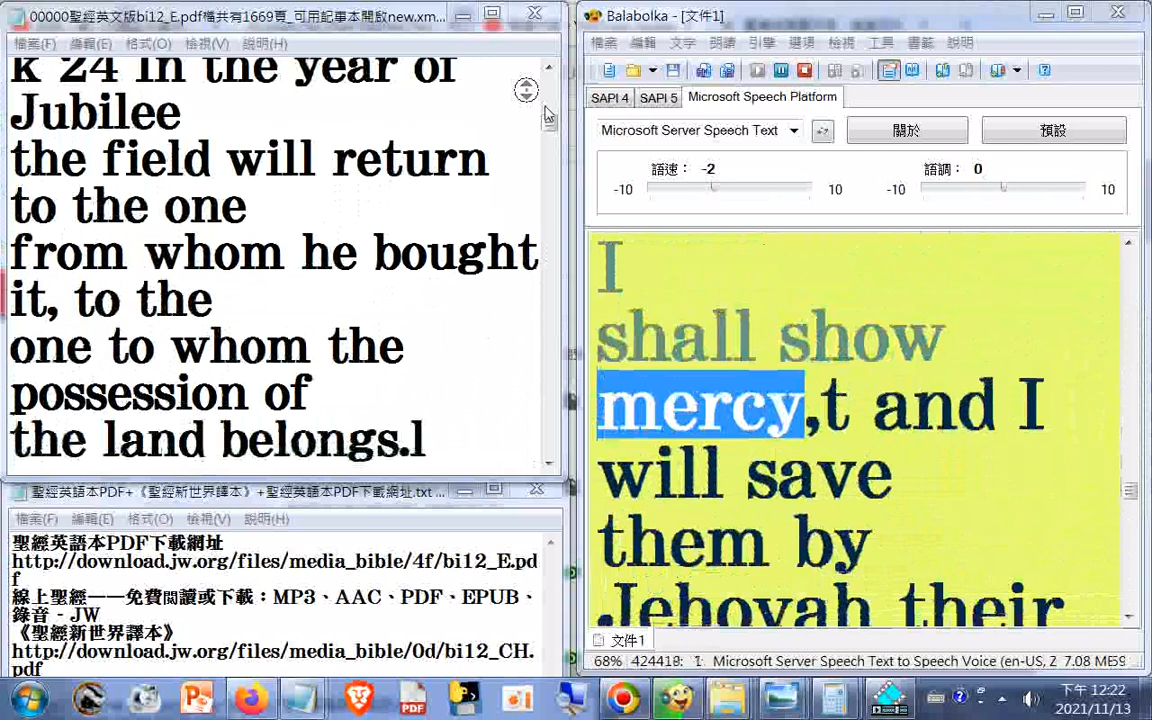 00000聖經英文版bi12_E.pdf檔共有1669頁_可用記事本開啟new.xm...
檔案(F) 編輯(E) 格式(O) 檢視(V) 說明(H)
k 24 In the year of
Jubilee
the field will return
to the one
from whom he bought
it, to the
one to whom the
possession of
the land belongs.l
聖經英語本PDF+《聖經新世界譯本》+聖經英語本PDF下載網址.txt ...
檔案(F) 編輯(E) 格式(O) 檢視(V) 說明(H)
聖經英語本PDF下載網址
http://download.jw.org/files/media_bible/4f/bi12_E.pd
f
線上聖經——免費閱讀或下載：MP3、AAC、PDF、EPUB、
錄音 - JW
《聖經新世界譯本》
http://download.jw.org/files/media_bible/0d/bi12_CH.
pdf
Balabolka - [文件1]
檔案 編輯 文字 朗讀 引擎 選項 檢視 工具 書籤 說明
SAPI 4 SAPI 5 Microsoft Speech Platform
Microsoft Server Speech Text 關於 預設
語速： -2 語調： 0
-10 10 -10 10
I
shall show
mercy,t and I
will save
them by
Jehovah their
文件1
68% 424418: 1 Microsoft Server Speech Text to Speech Voice (en-US, Z 7.08 ME59
下午 12:22
2021/11/13